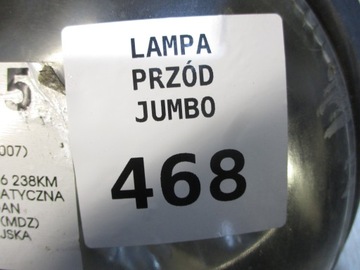 LAMPA
PRZÓD
JUMBO
468
5
007)
6 238KM
ATYCZNA
AN
(MDZ)
JSKA